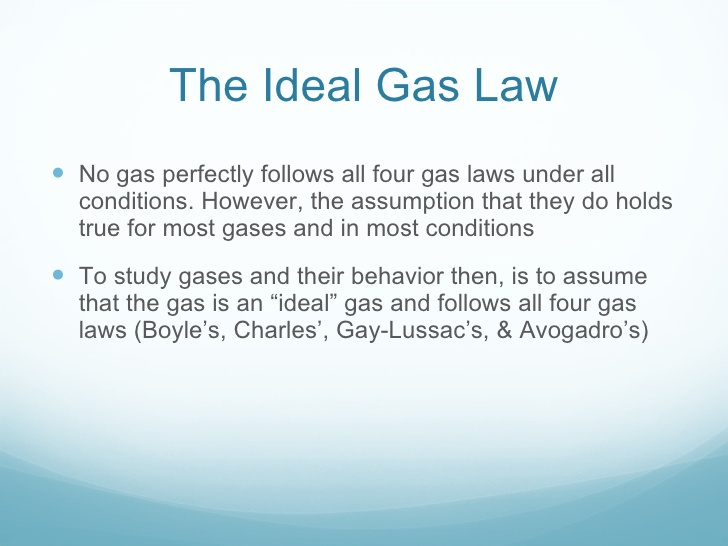 The Ideal Gas Law
No gas perfectly follows all four gas laws under all
conditions. However, the assumption that they do holds
true for most gases and in most conditions
To study gases and their behavior then, is to assume
that the gas is an “ideal” gas and follows all four gas
laws (Boyle’s, Charles’, Gay-Lussac’s, & Avogadro’s)